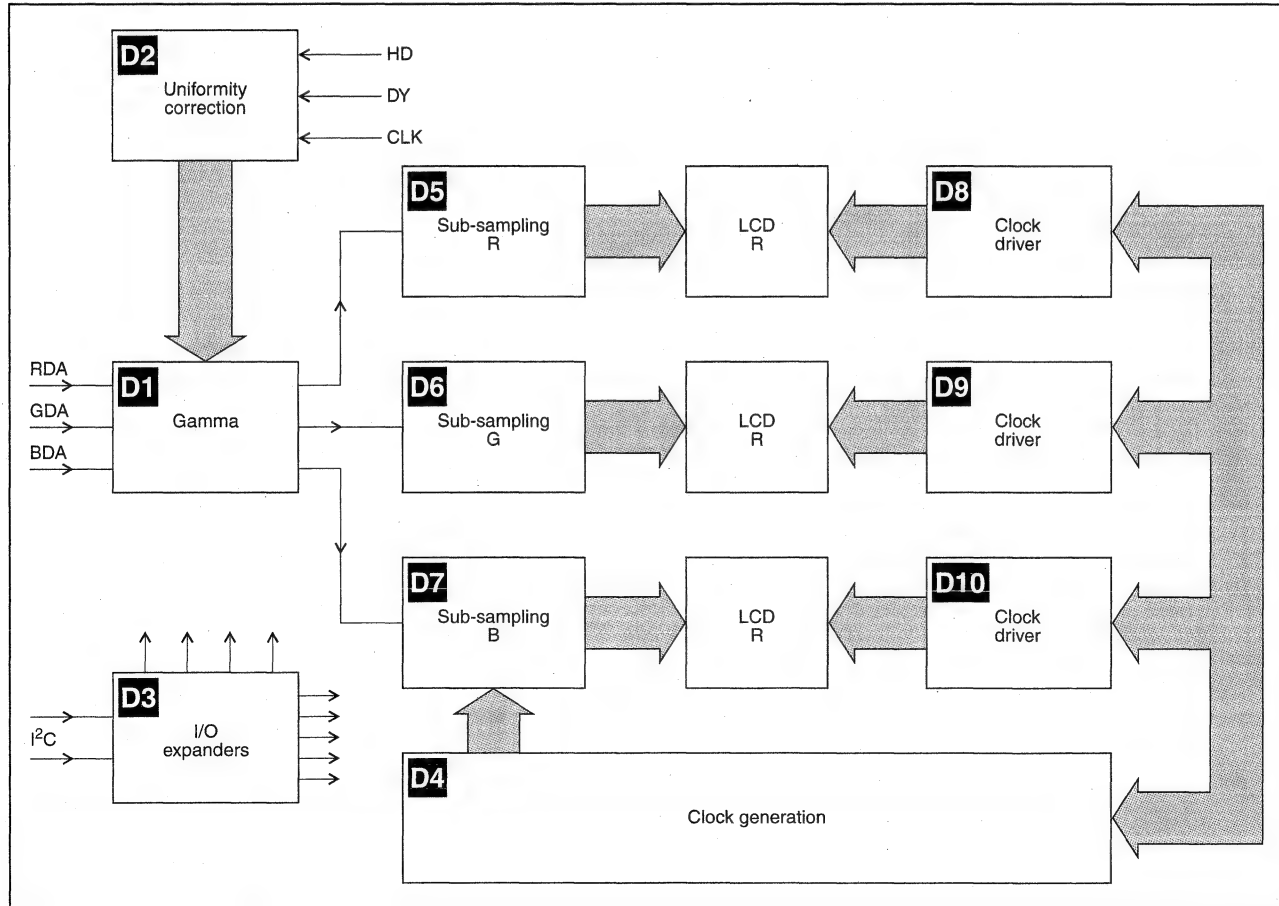 D2
Uniformity
correction
HD
DY
CLK
D5
Sub-sampling
R
LCD
R
D8
Clock
driver
RDA
GDA
BDA
D1
Gamma
D6
Sub-sampling
G
LCD
R
D9
Clock
driver
D7
Sub-sampling
B
LCD
R
D10
Clock
driver
I²C
D3
I/O
expanders
D4
Clock generation